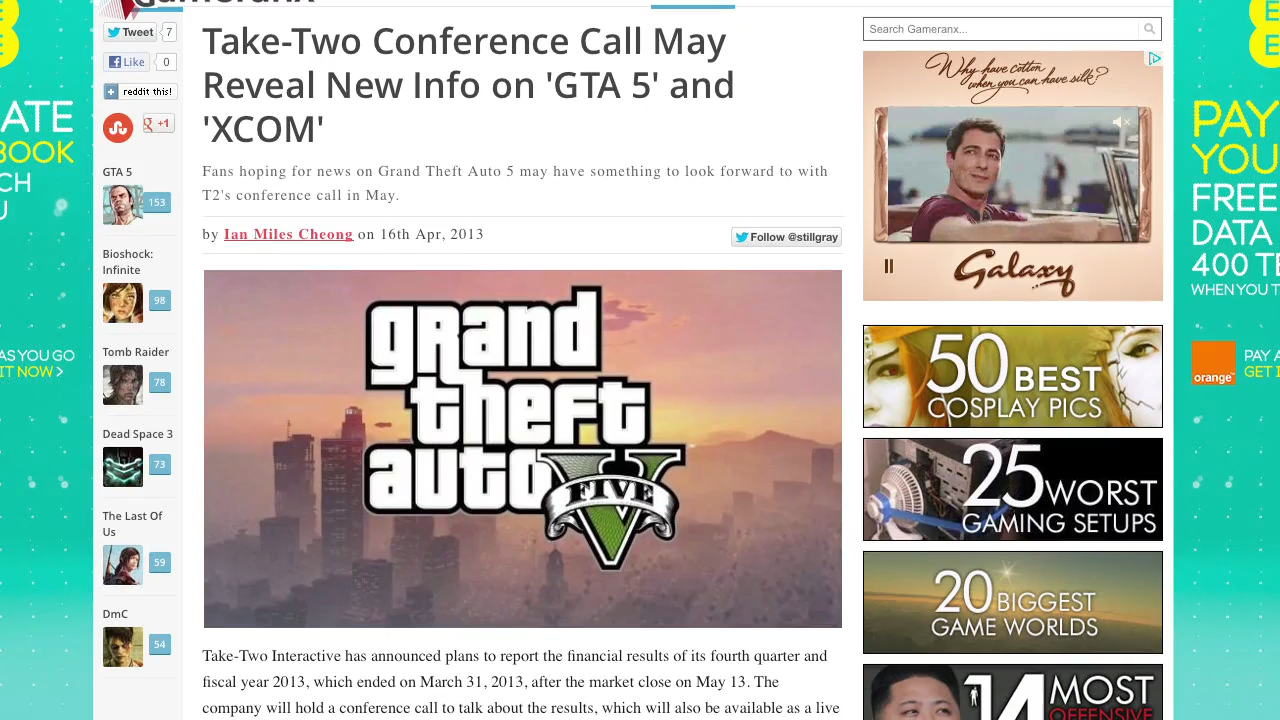 Gameranx
Tweet
7
Like
0
reddit this!
+1
GTA 5
153
Bioshock:
Infinite
98
Tomb Raider
78
Dead Space 3
73
The Last Of
Us
59
DmC
54
Take-Two Conference Call May
Reveal New Info on 'GTA 5' and
'XCOM'
Fans hoping for news on Grand Theft Auto 5 may have something to look forward to with
T2's conference call in May.
by Ian Miles Cheong on 16th Apr, 2013
Follow @stillgray
grand
theft
auto
V
FIVE
Take-Two Interactive has announced plans to report the financial results of its fourth quarter and
fiscal year 2013, which ended on March 31, 2013, after the market close on May 13. The
company will hold a conference call to talk about the results, which will also be available as a live
Search Gameranx...
Why have cotton
when you can have silk?
Galaxy
50 BEST
COSPLAY PICS
25 WORST
GAMING SETUPS
20 BIGGEST
GAME WORLDS
14 MOST
OFFENSIVE
ATE
BOOK
CH
U
AS YOU GO
IT NOW >
PAY
YOU
FREE
DATA
400 TE
WHEN YOU T
orange™
PAY A
GET I